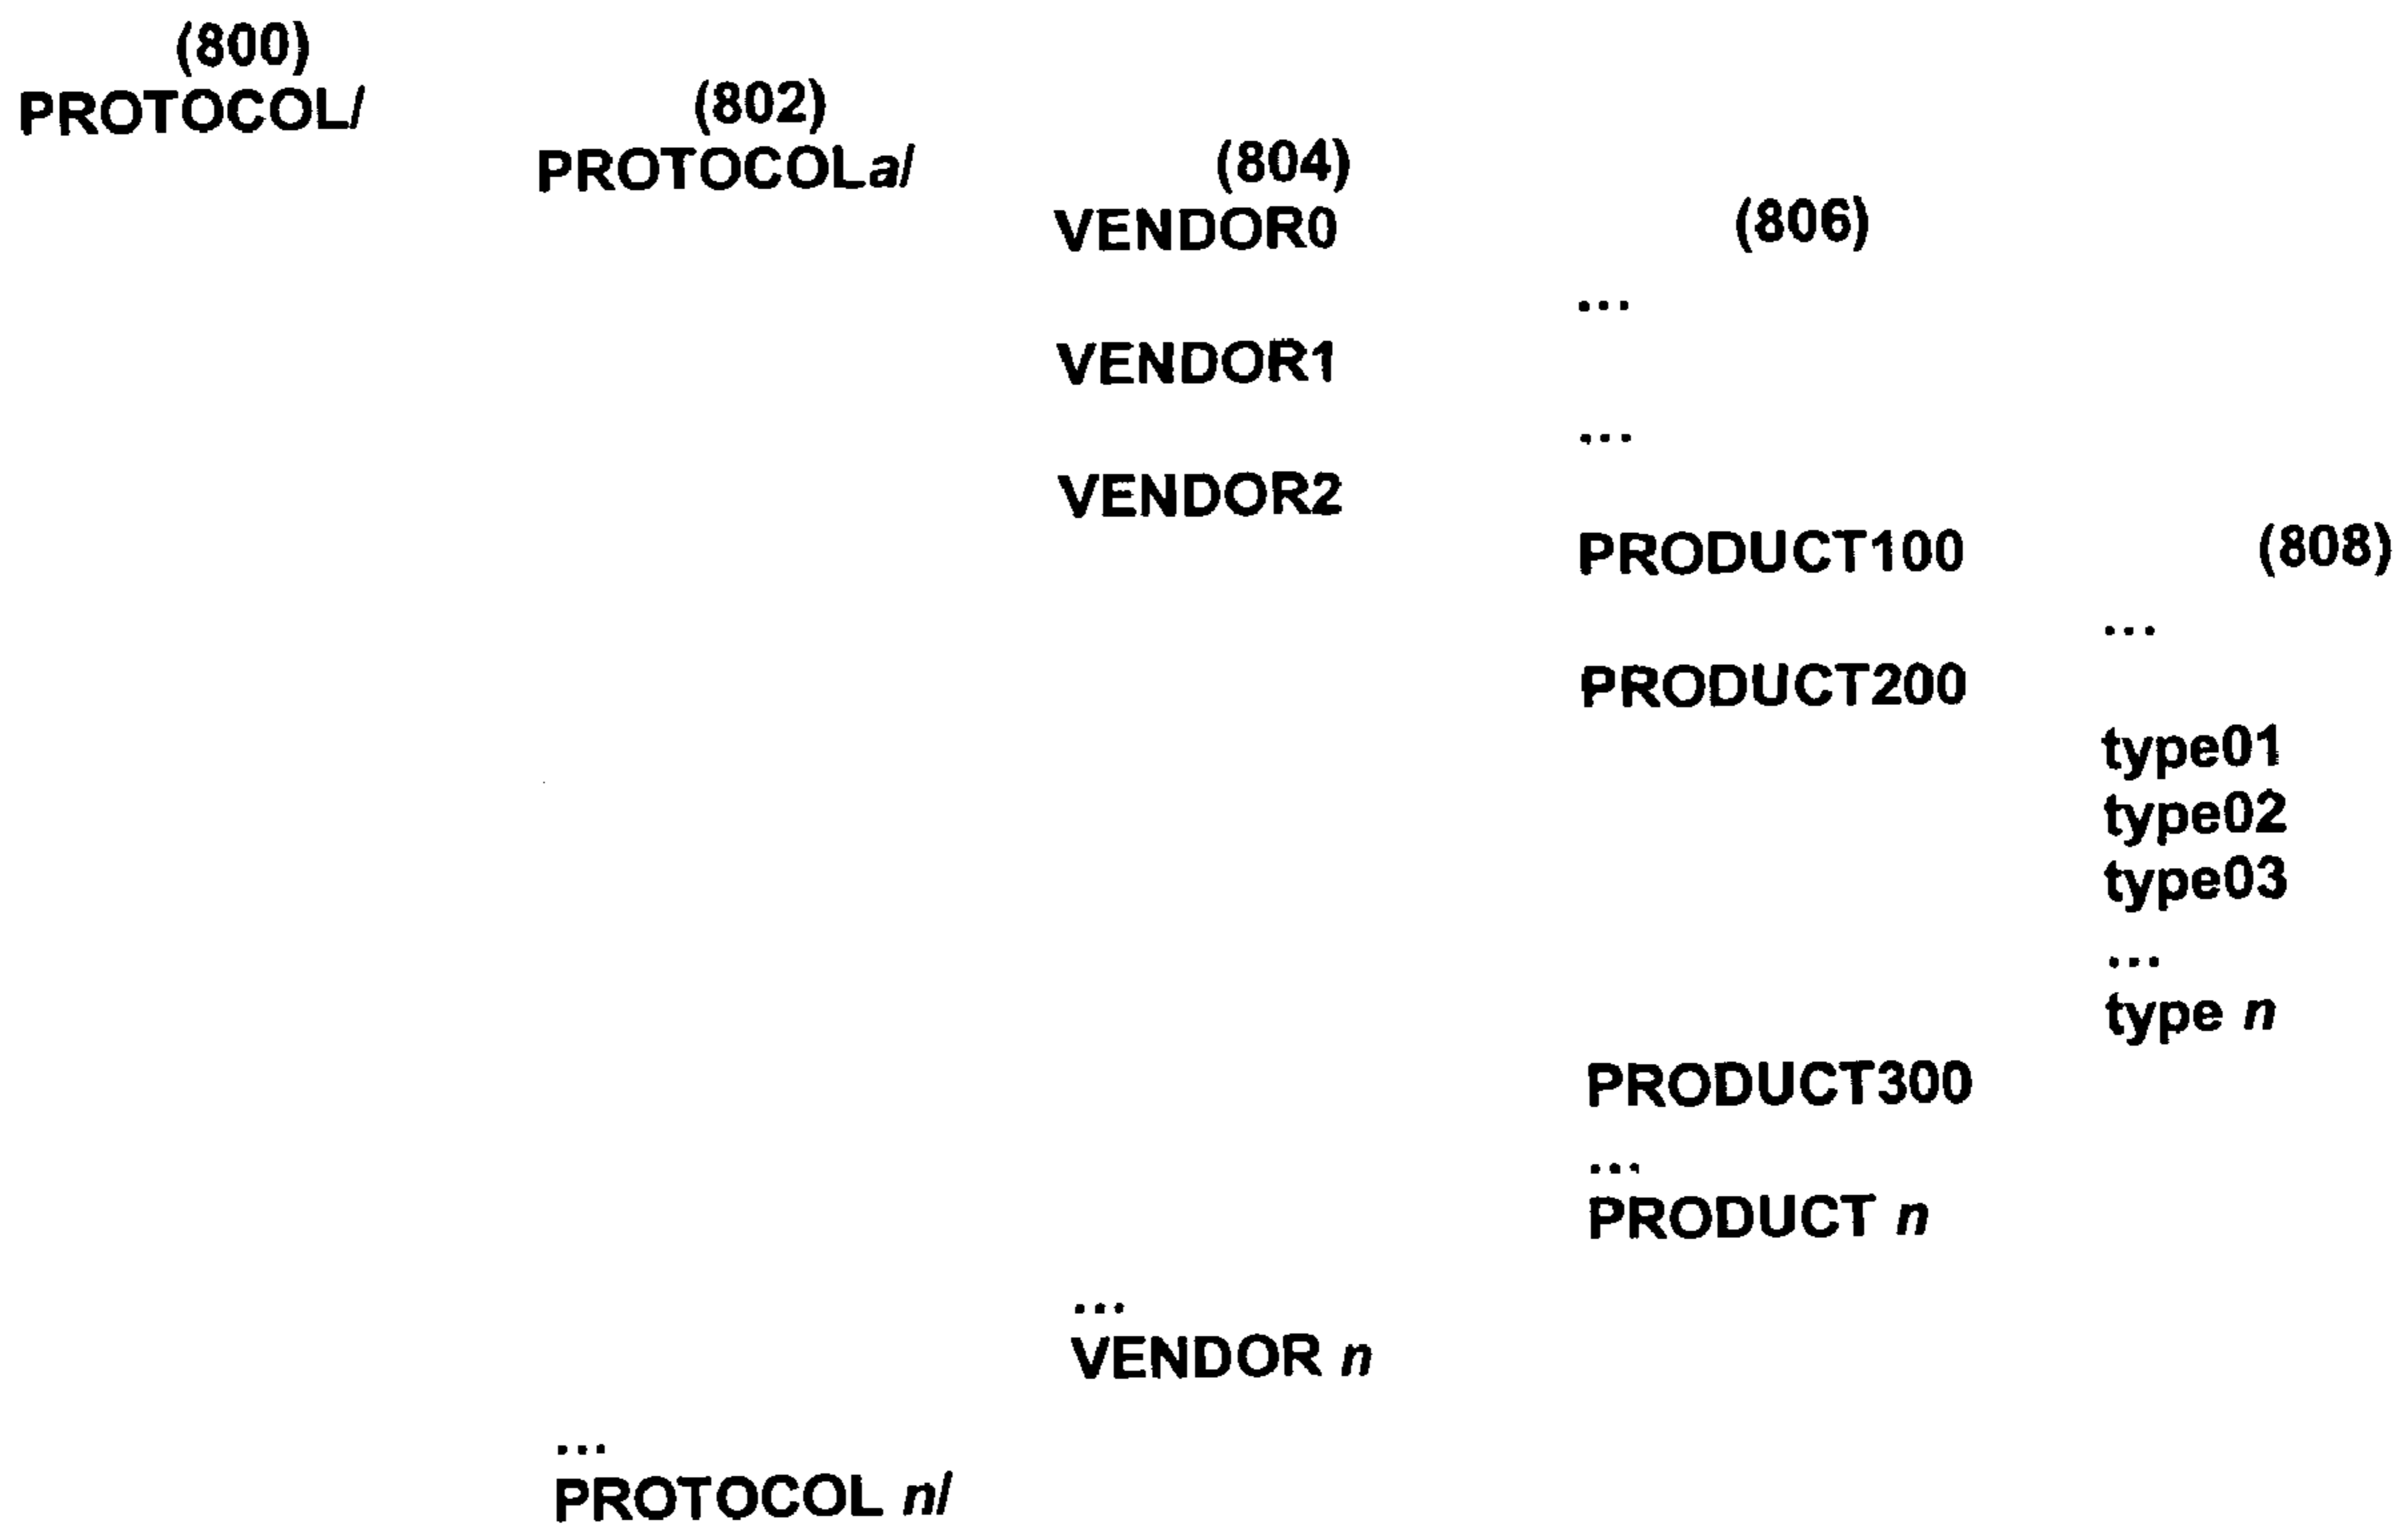 (800)
PROTOCOL/
(802)
PROTOCOLa/
(804)
VENDOR0
(806)
...
VENDOR1
...
VENDOR2
PRODUCT100
(808)
...
PRODUCT200
type01
type02
type03
...
type n
PRODUCT300
...
PRODUCT n
...
VENDOR n
...
PROTOCOL n/